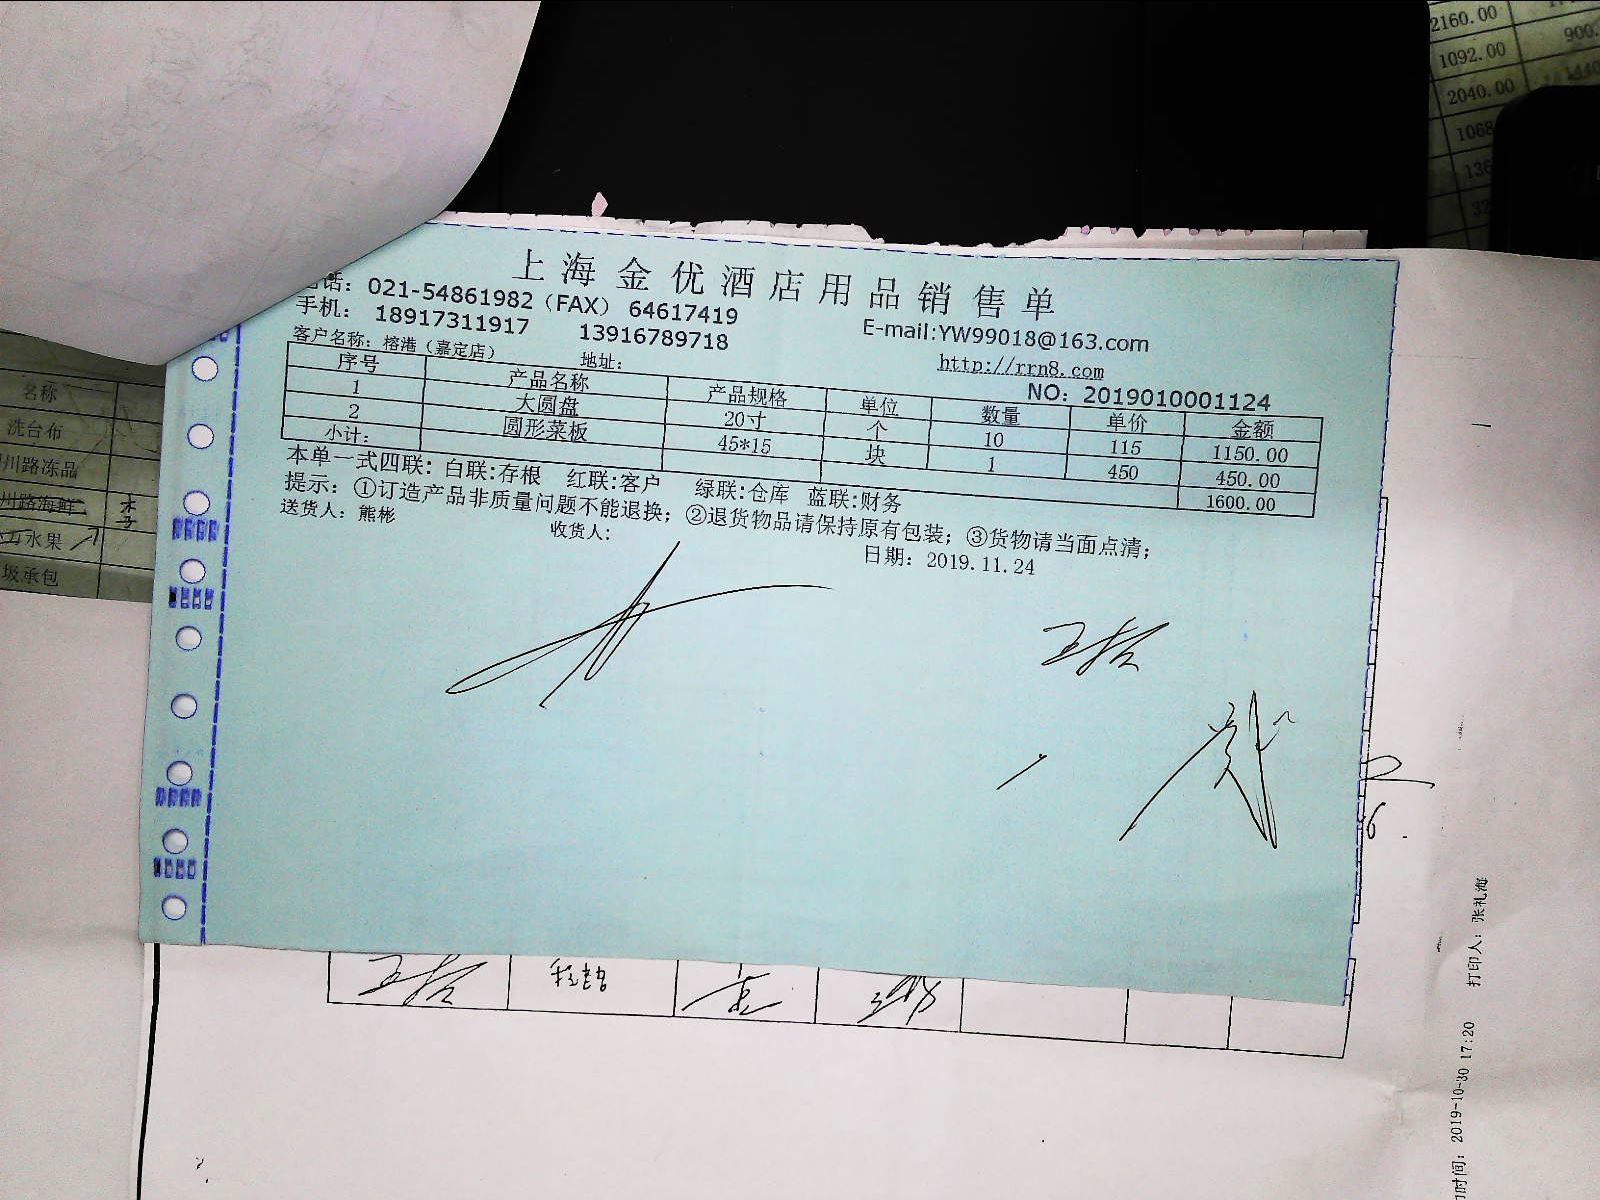 上海金优酒店用品销售单
话：021-54861982（FAX） 64617419
手机： 18917311917 13916789718
E-mail:YW99018@163.com
http://rrn8.com
客户名称：榕港（嘉定店） 地址：
NO：2019010001124
序号 产品名称 产品规格 单位 数量 单价 金额
1 大圆盘 20寸 个 10 115 1150.00
2 圆形菜板 45*15 块 1 450 450.00
小计： 1600.00
本单一式四联：白联:存根 红联:客户 绿联:仓库 蓝联:财务
提示：①订造产品非质量问题不能退换；②退货物品请保持原有包装；③货物请当面点清；
送货人：熊彬 收货人： 日期：2019.11.24
2160.00
1092.00 900.
2040.00 1440
1068
136
32
名称
洗台布
川路冻品
川路海鲜
水果
圾承包
时间：2019-10-30 17:20 打印人：张礼海